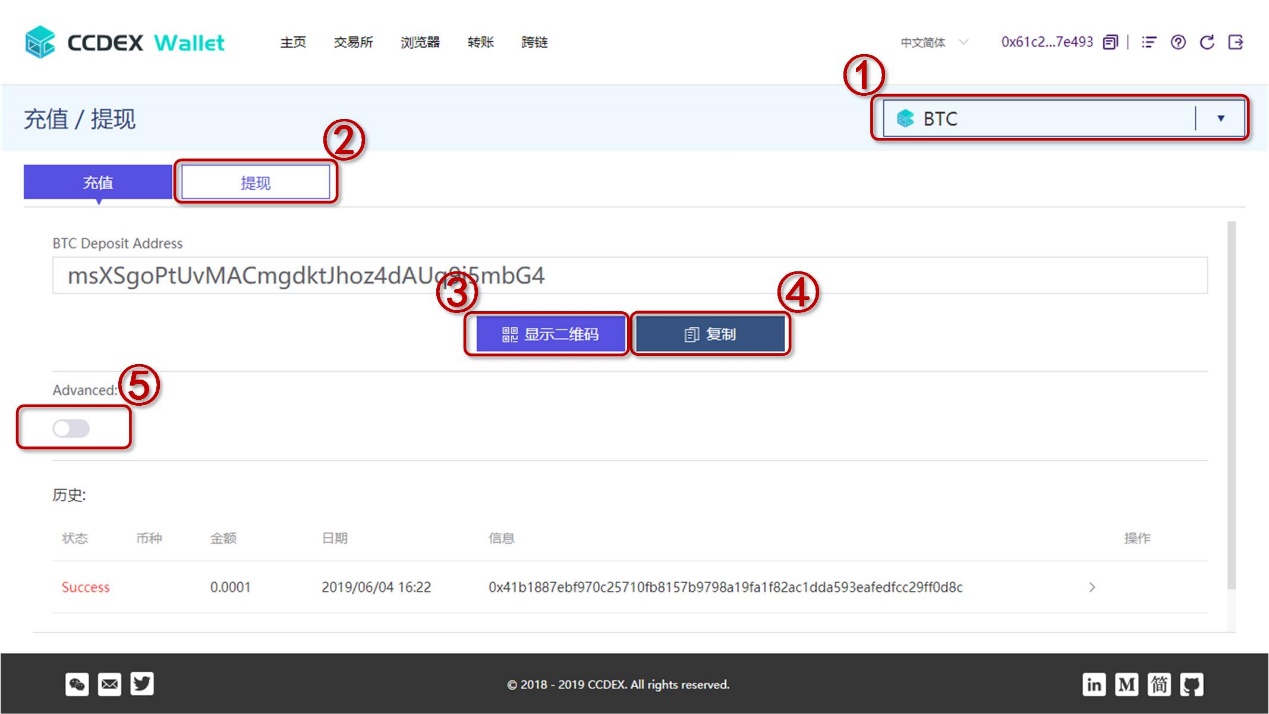 CCDEX Wallet 主页 交易所 浏览器 转账 跨链 中文简体 0x61c2...7e493
①
充值 / 提现 BTC
②
充值 提现
BTC Deposit Address
msXSgoPtUvMACmgdktJhoz4dAUq9i5mbG4
③ ④
显示二维码 复制
Advanced: ⑤
历史:
状态 币种 金额 日期 信息 操作
Success 0.0001 2019/06/04 16:22 0x41b1887ebf970c25710fb8157b9798a19fa1f82ac1dda593eafedfcc29ff0d8c
© 2018 - 2019 CCDEX. All rights reserved. in M 简